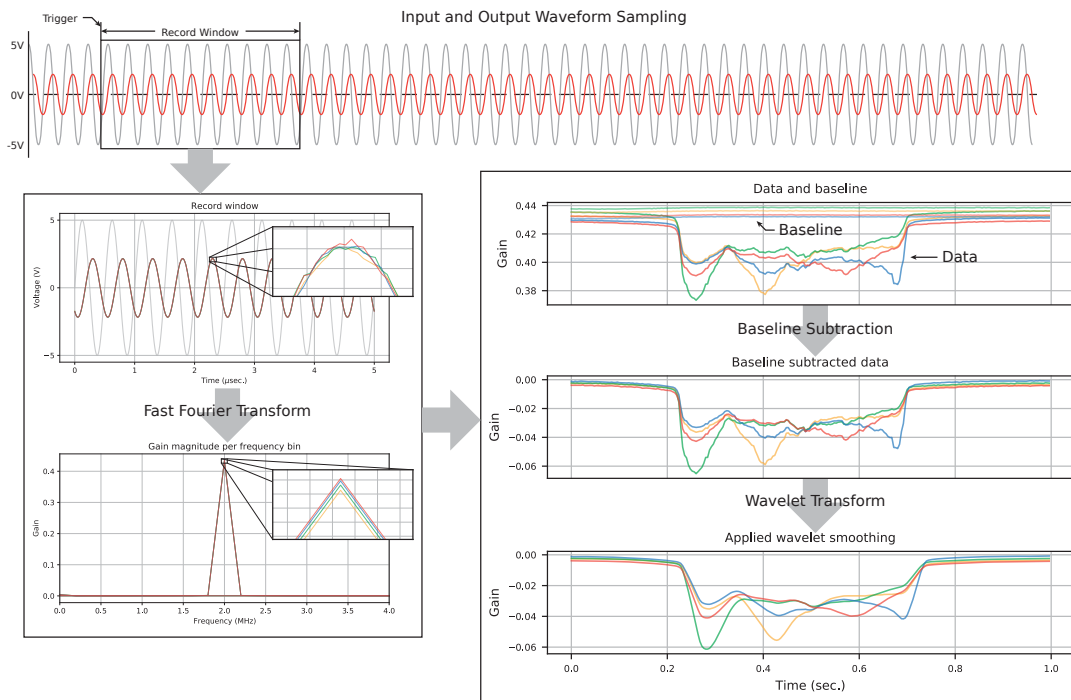 Input and Output Waveform Sampling
Trigger
Record Window
5V
0V
-5V
Record window
5
0
−5
Voltage (V)
0 1 2 3 4 5
Time (µsec.)
Fast Fourier Transform
Gain magnitude per frequency bin
0.4
0.3
0.2
0.1
0.0
Gain
0.0 0.5 1.0 1.5 2.0 2.5 3.0 3.5 4.0
Frequency (MHz)
Data and baseline
0,44
0,42
0,40
0,38
Gain
Baseline
Data
Baseline Subtraction
Baseline subtracted data
0,00
−0,02
−0,04
−0,06
Gain
Wavelet Transform
Applied wavelet smoothing
−0,00
−0,02
−0,04
−0,06
Gain
0.0 0.2 0.4 0.6 0.8 1.0
Time (sec.)